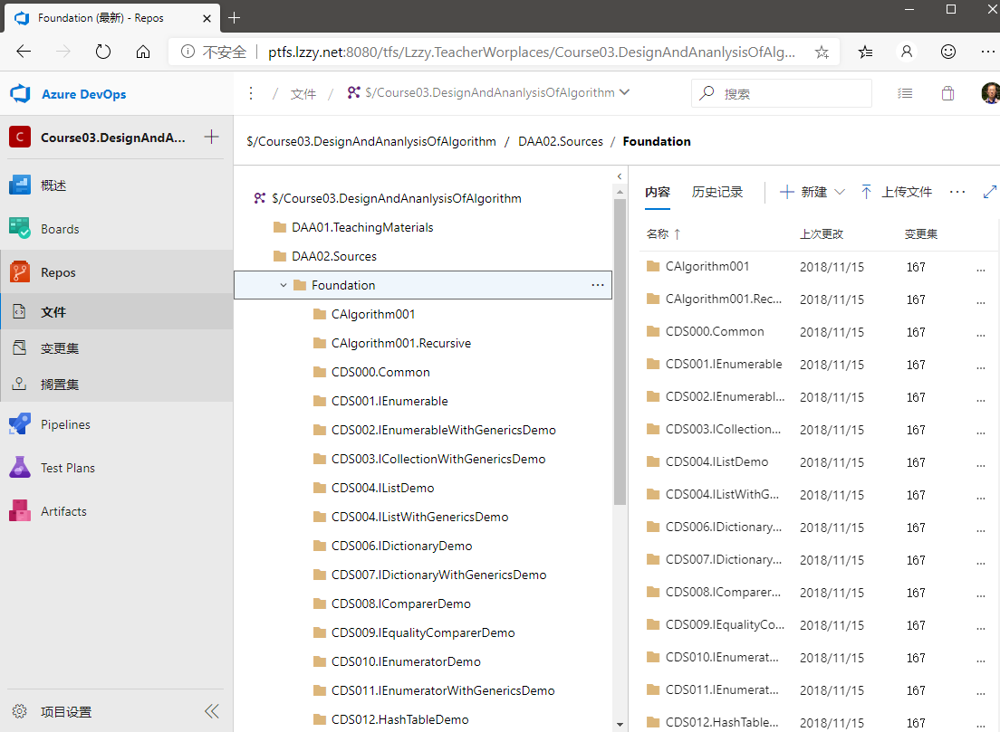 Foundation (最新) - Repos
不安全 ptfs.lzzy.net:8080/tfs/Lzzy.TeacherWorplaces/Course03.DesignAndAnanlysisOfAlg...
Azure DevOps
/ 文件 / $/Course03.DesignAndAnanlysisOfAlgorithm
搜索
C Course03.DesignAndA...
概述
Boards
Repos
文件
变更集
搁置集
Pipelines
Test Plans
Artifacts
项目设置
$/Course03.DesignAndAnanlysisOfAlgorithm / DAA02.Sources / Foundation
$/Course03.DesignAndAnanlysisOfAlgorithm
DAA01.TeachingMaterials
DAA02.Sources
Foundation ...
CAlgorithm001
CAlgorithm001.Recursive
CDS000.Common
CDS001.IEnumerable
CDS002.IEnumerableWithGenericsDemo
CDS003.ICollectionWithGenericsDemo
CDS004.IListDemo
CDS004.IListWithGenericsDemo
CDS006.IDictionaryDemo
CDS007.IDictionaryWithGenericsDemo
CDS008.IComparerDemo
CDS009.IEqualityComparerDemo
CDS010.IEnumeratorDemo
CDS011.IEnumeratorWithGenericsDemo
CDS012.HashTableDemo
内容 历史记录 新建 上传文件 ...
名称 ↑ 上次更改 变更集
CAlgorithm001 2018/11/15 167 ...
CAlgorithm001.Rec... 2018/11/15 167 ...
CDS000.Common 2018/11/15 167 ...
CDS001.IEnumerable 2018/11/15 167 ...
CDS002.IEnumerabl... 2018/11/15 167 ...
CDS003.ICollection... 2018/11/15 167 ...
CDS004.IListDemo 2018/11/15 167 ...
CDS004.IListWithG... 2018/11/15 167 ...
CDS006.IDictionary... 2018/11/15 167 ...
CDS007.IDictionary... 2018/11/15 167 ...
CDS008.IComparer... 2018/11/15 167 ...
CDS009.IEqualityCo... 2018/11/15 167 ...
CDS010.IEnumerat... 2018/11/15 167 ...
CDS011.IEnumerat... 2018/11/15 167 ...
CDS012.HashTable... 2018/11/15 167 ...